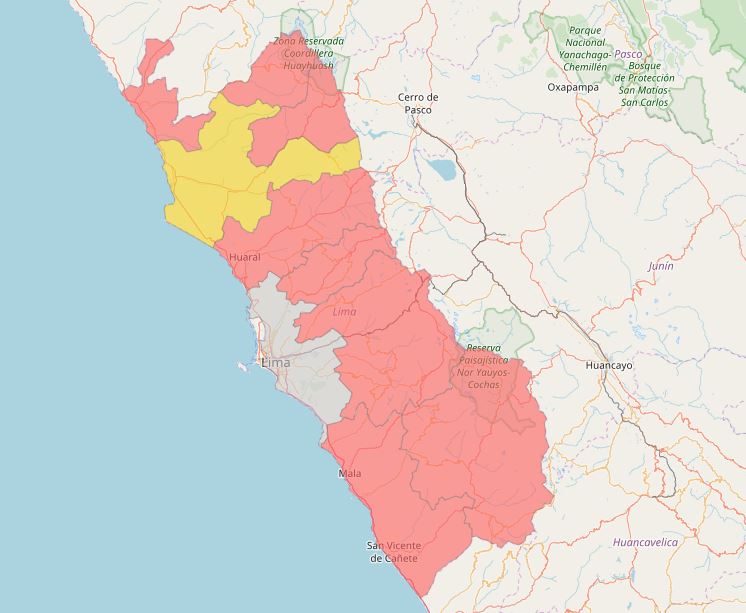 Parque
Nacional
Yanachaga-
Chemillén
Zona Reservada
Cordillera
Huayhuash
Pasco
Bosque
de Protección
San Matías-
San Carlos
Oxapampa
Cerro de
Pasco
Huaral
Junín
Lima
Lima
Reserva
Paisajística
Nor Yauyos-
Cochas
Huancayo
Mala
San Vicente
de Cañete
Huancavelica